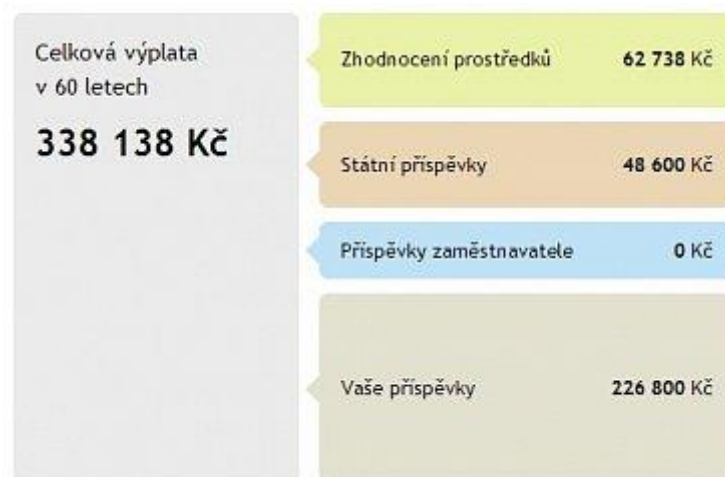 Celková výplata
v 60 letech
338 138 Kč
Zhodnocení prostředků 62 738 Kč
Státní příspěvky 48 600 Kč
Příspěvky zaměstnavatele 0 Kč
Vaše příspěvky 226 800 Kč